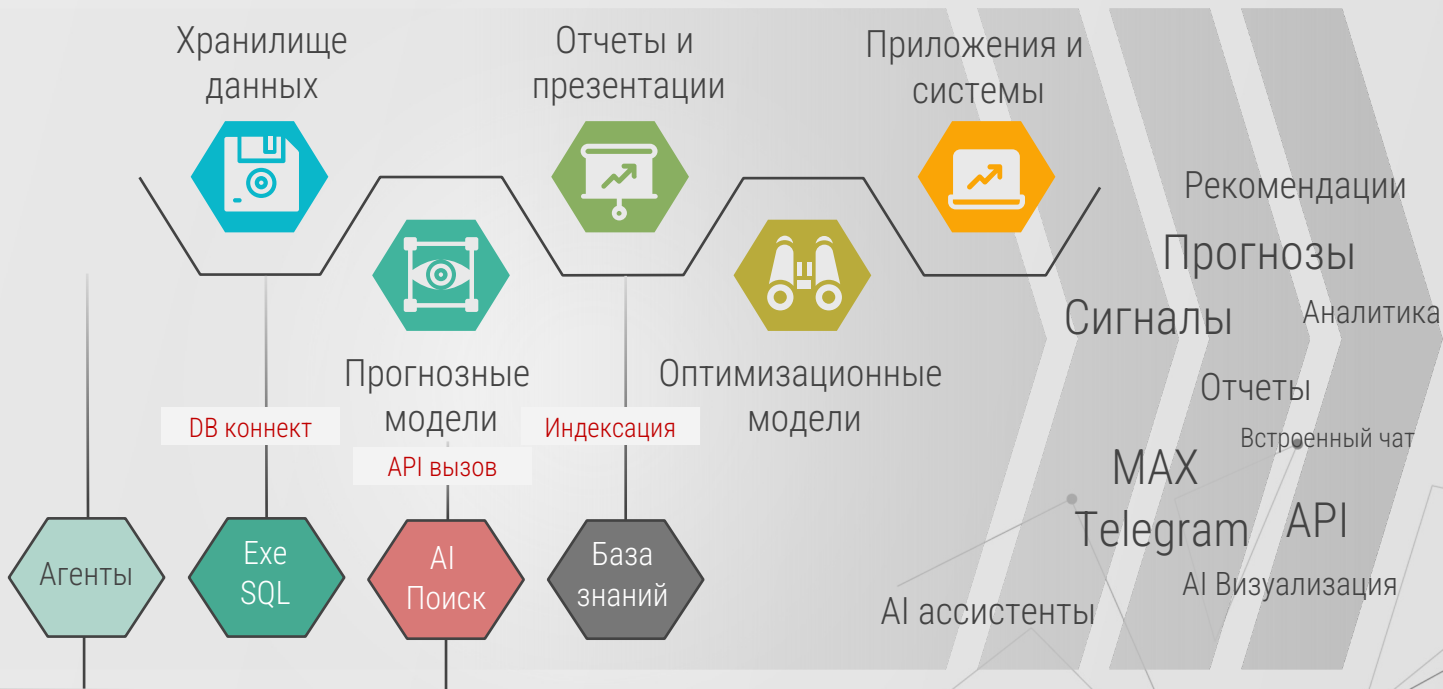 Хранилище
данных
Отчеты и
презентации
Приложения и
системы
Прогнозные
модели
Оптимизационные
модели
DB коннект
API вызов
Индексация
Агенты
Exe
SQL
AI
Поиск
База
знаний
Рекомендации
Прогнозы
Сигналы
Аналитика
Отчеты
Встроенный чат
MAX
Telegram
API
AI Визуализация
AI ассистенты